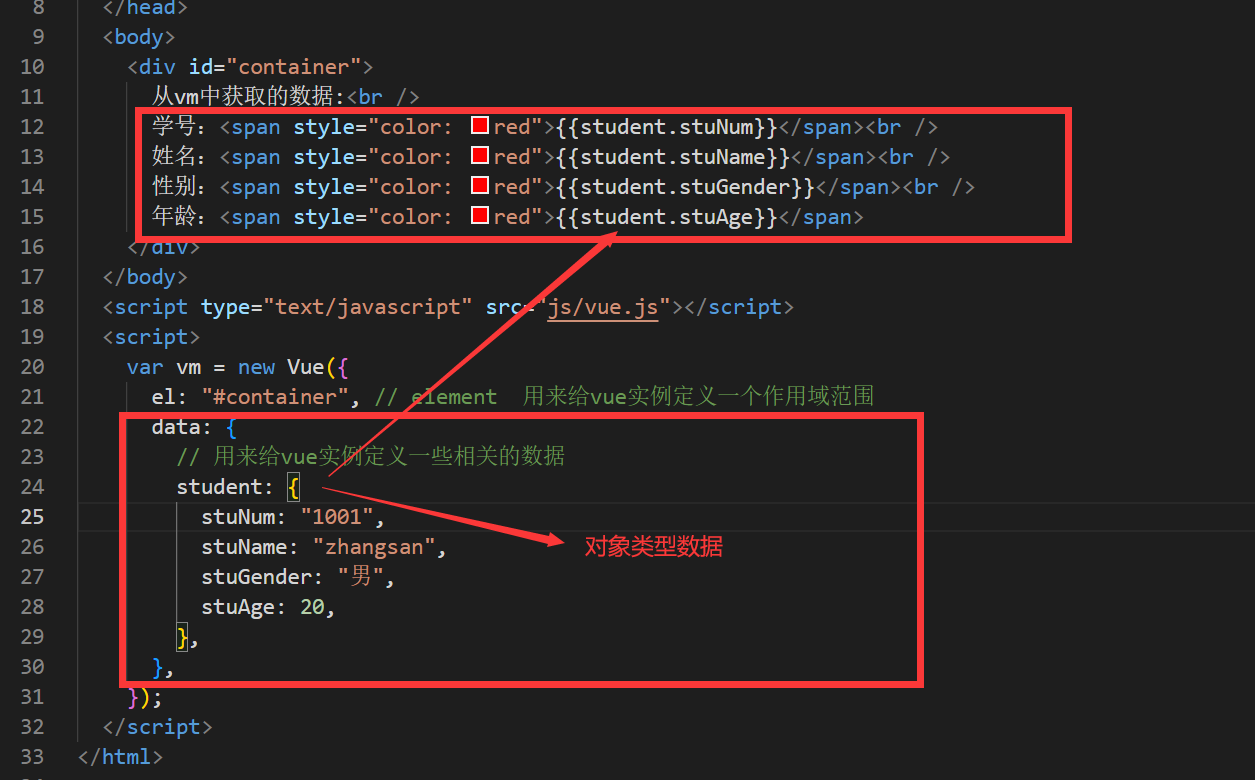 8 </head>
9 <body>
10 <div id="container">
11 从vm中获取的数据:<br />
12 学号：<span style="color: red">{{student.stuNum}}</span><br />
13 姓名：<span style="color: red">{{student.stuName}}</span><br />
14 性别：<span style="color: red">{{student.stuGender}}</span><br />
15 年龄：<span style="color: red">{{student.stuAge}}</span>
16 </div>
17 </body>
18 <script type="text/javascript" src="js/vue.js"></script>
19 <script>
20 var vm = new Vue({
21 el: "#container", // element  用来给vue实例定义一个作用域范围
22 data: {
23 // 用来给vue实例定义一些相关的数据
24 student: {
25 stuNum: "1001",
26 stuName: "zhangsan",
对象类型数据
27 stuGender: "男",
28 stuAge: 20,
29 },
30 },
31 });
32 </script>
33 </html>